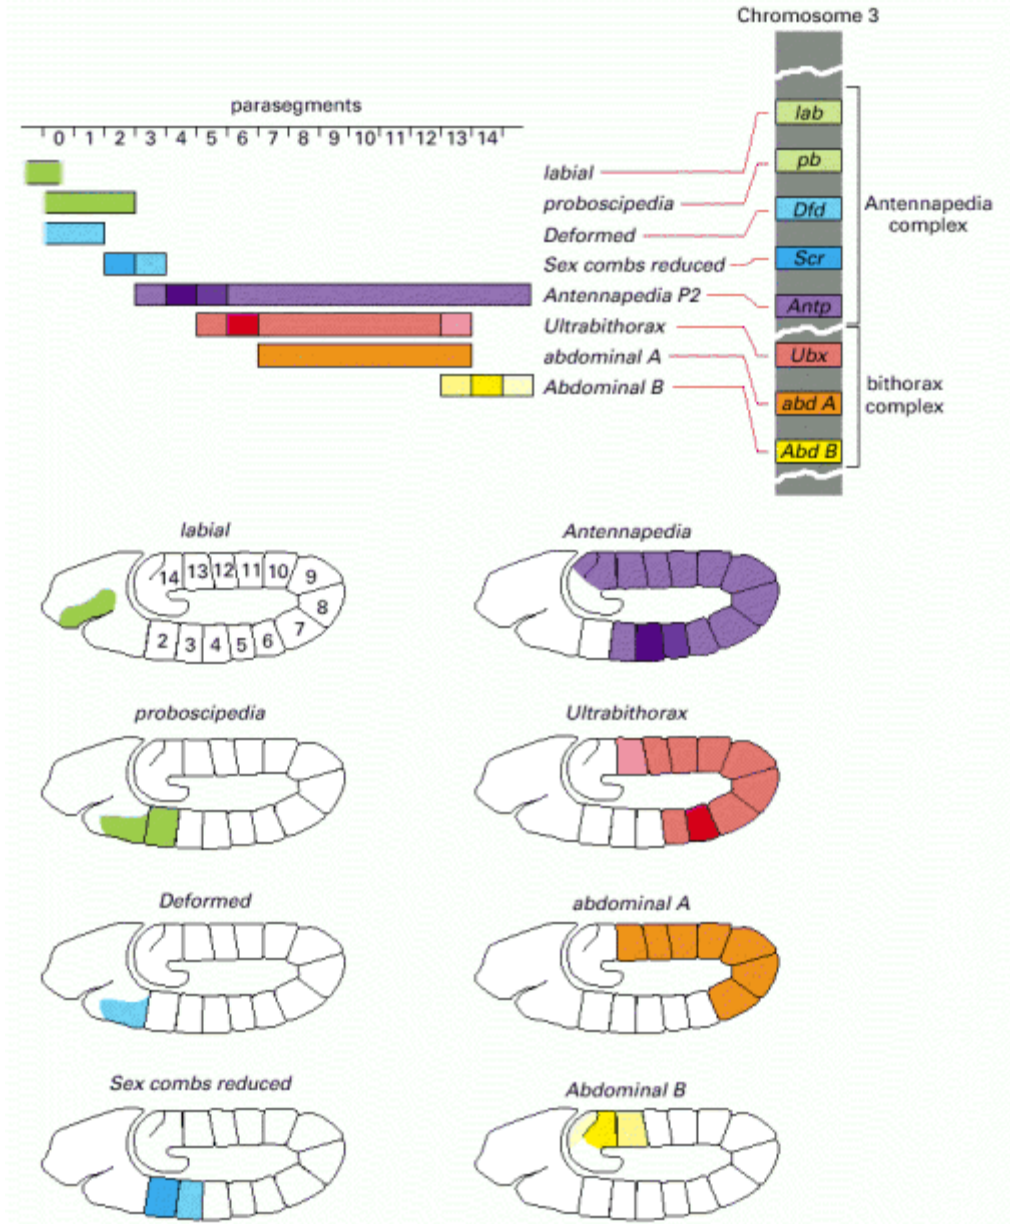 Chromosome 3
parasegments
0 1 2 3 4 5 6 7 8 9 10 11 12 13 14
labial
proboscipedia
Deformed
Sex combs reduced
Antennapedia P2
Ultrabithorax
abdominal A
Abdominal B
lab
pb
Dfd
Scr
Antp
Ubx
abd A
Abd B
Antennapedia
complex
bithorax
complex
labial
14 13 12 11 10 9
8
2 3 4 5 6 7
Antennapedia
proboscipedia
Ultrabithorax
Deformed
abdominal A
Sex combs reduced
Abdominal B